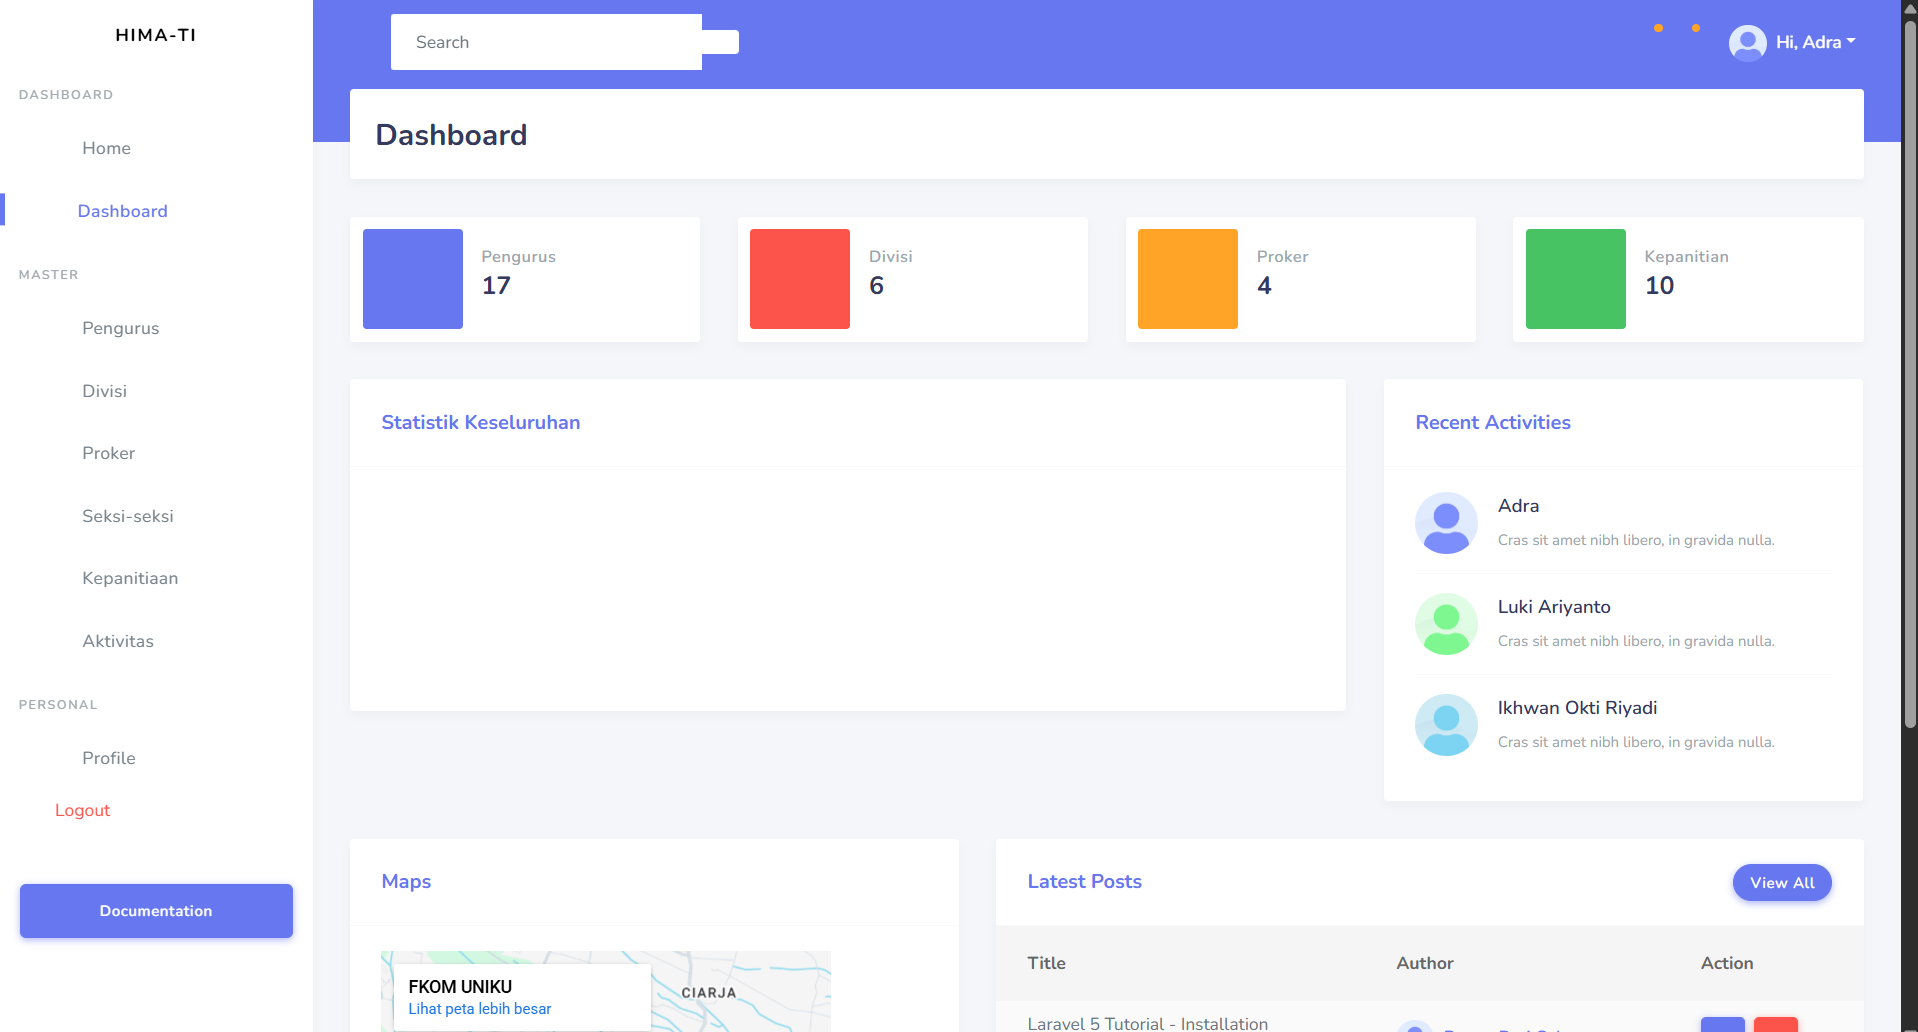 HIMA-TI
DASHBOARD
Home
Dashboard
MASTER
Pengurus
Divisi
Proker
Seksi-seksi
Kepanitiaan
Aktivitas
PERSONAL
Profile
Logout
Documentation
Search
Hi, Adra
Dashboard
Pengurus
17
Divisi
6
Proker
4
Kepanitian
10
Statistik Keseluruhan
Recent Activities
Adra
Cras sit amet nibh libero, in gravida nulla.
Luki Ariyanto
Cras sit amet nibh libero, in gravida nulla.
Ikhwan Okti Riyadi
Cras sit amet nibh libero, in gravida nulla.
Maps
FKOM UNIKU
Lihat peta lebih besar
CIARJA
Latest Posts
View All
Title Author Action
Laravel 5 Tutorial - Installation